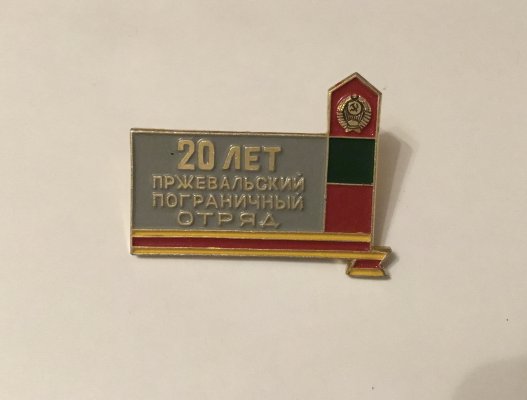 20 ЛЕТ
ПРЖЕВАЛЬСКИЙ
ПОГРАНИЧНЫЙ
ОТРЯД